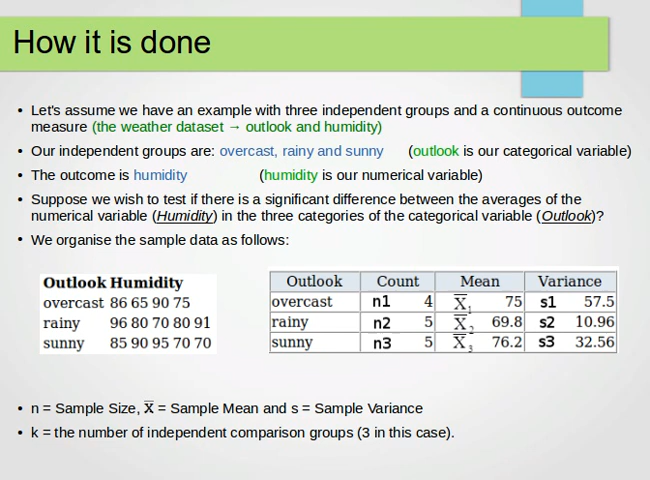 How it is done
• Let's assume we have an example with three independent groups and a continuous outcome
measure (the weather dataset → outlook and humidity)
• Our independent groups are: overcast, rainy and sunny (outlook is our categorical variable)
• The outcome is humidity (humidity is our numerical variable)
• Suppose we wish to test if there is a significant difference between the averages of the
numerical variable (Humidity) in the three categories of the categorical variable (Outlook)?
• We organise the sample data as follows:
Outlook Humidity
overcast 86 65 90 75
rainy 96 80 70 80 91
sunny 85 90 95 70 70
Outlook Count Mean Variance
overcast n1 4 X̅₁ 75 s1 57.5
rainy n2 5 X̅₂ 69.8 s2 10.96
sunny n3 5 X̅₃ 76.2 s3 32.56
• n = Sample Size, x̅ = Sample Mean and s = Sample Variance
• k = the number of independent comparison groups (3 in this case).